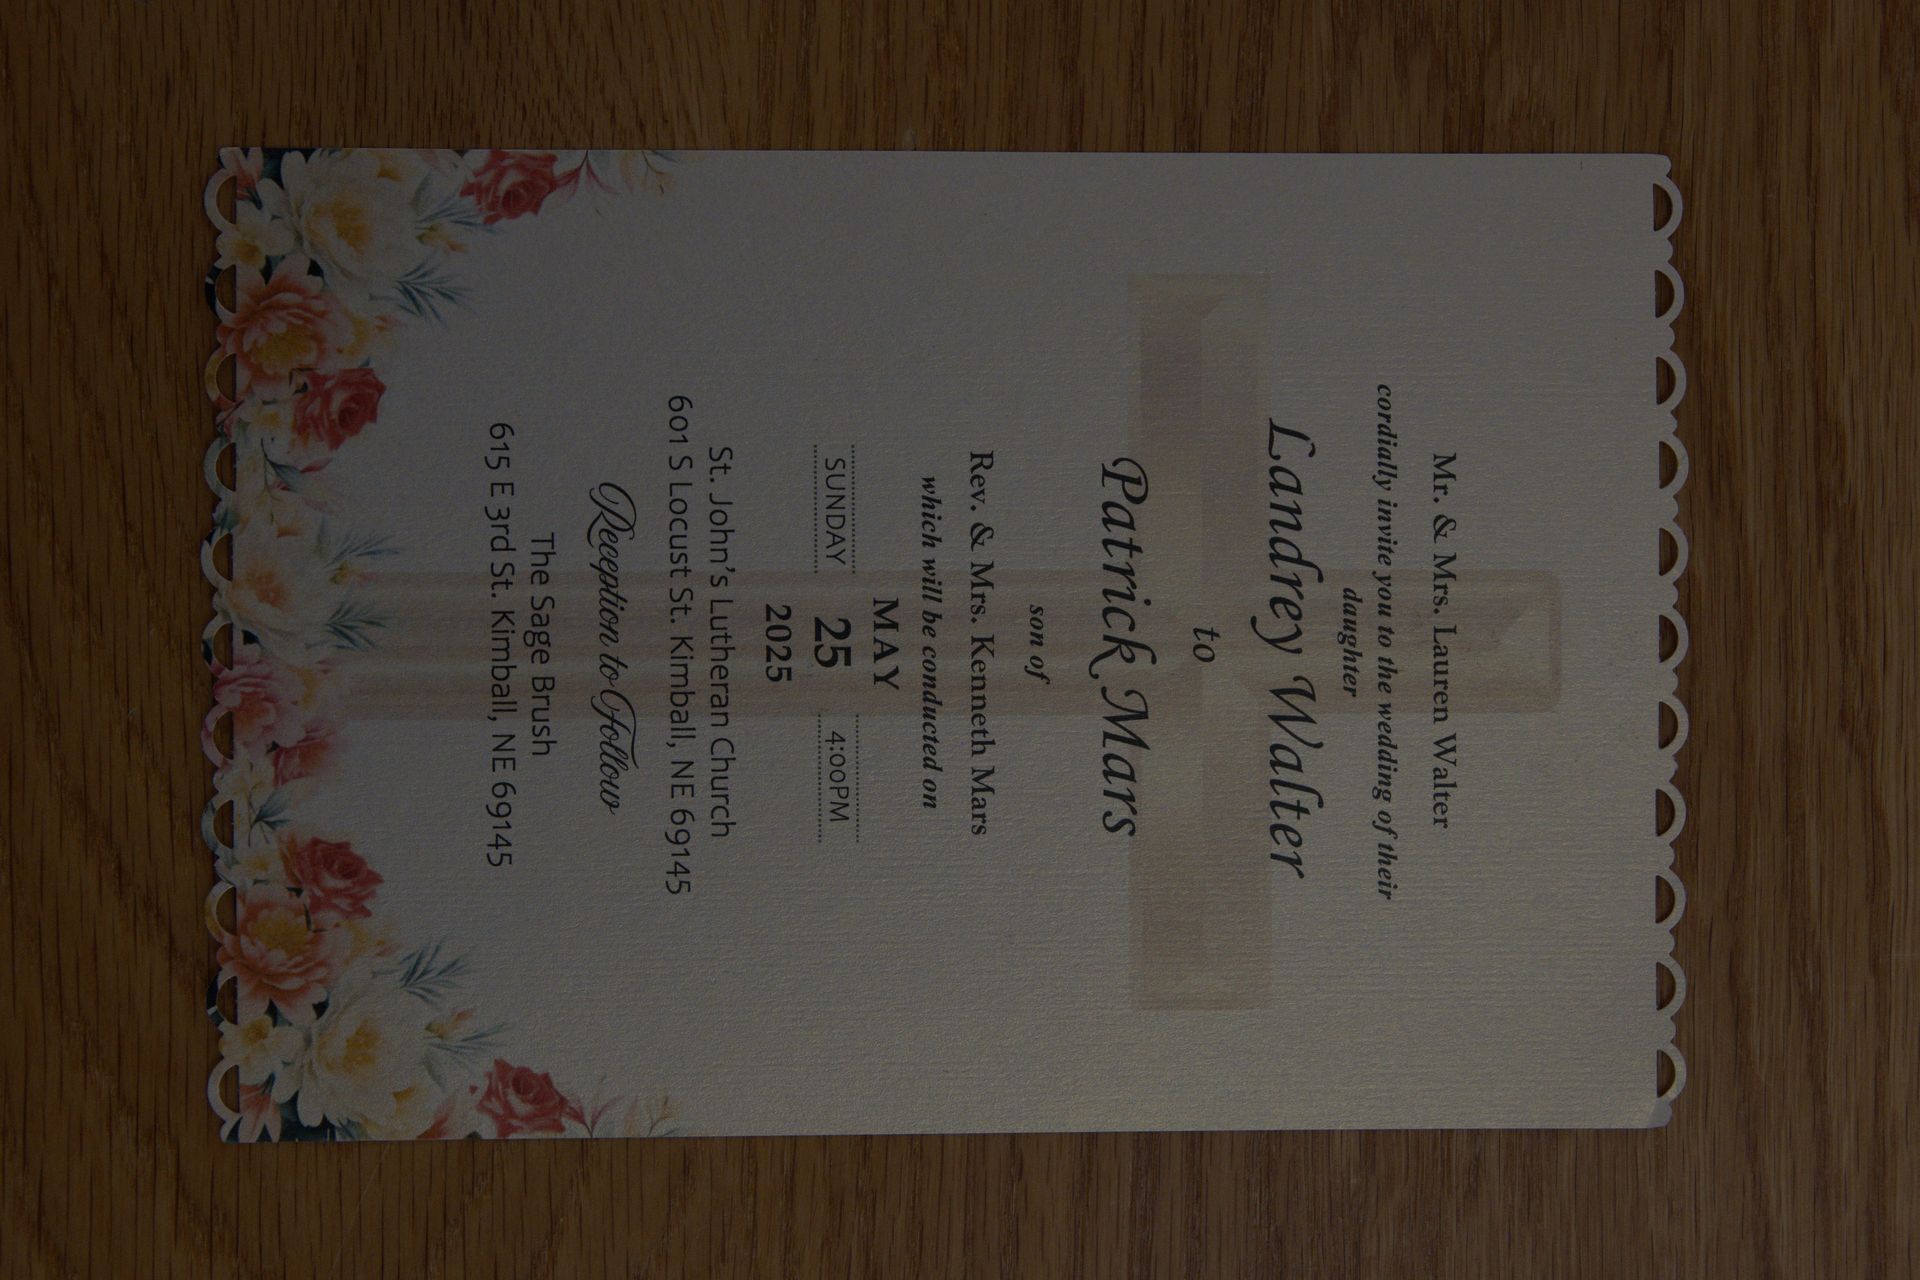 Mr. & Mrs. Lauren Walter
cordially invite you to the wedding of their
daughter
Landrey Walter
to
Patrick Mars
son of
Rev. & Mrs. Kenneth Mars
which will be conducted on
MAY
SUNDAY 25 4:00PM
2025
St. John's Lutheran Church
601 S Locust St. Kimball, NE 69145
Reception to Follow
The Sage Brush
615 E 3rd St. Kimball, NE 69145